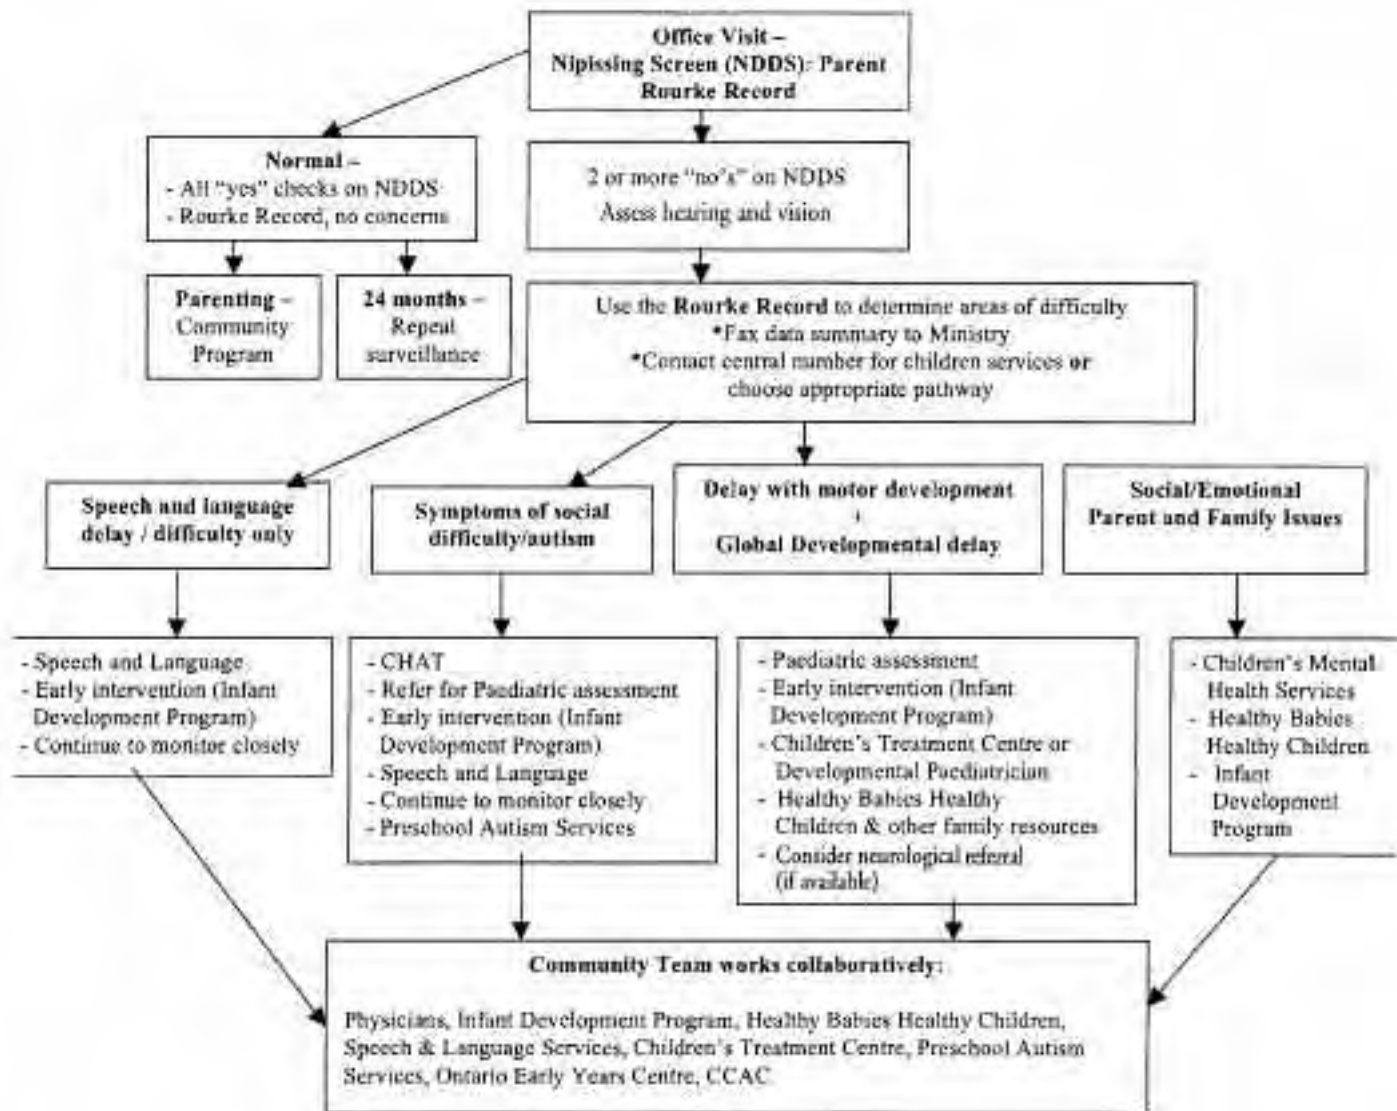 Office Visit –
Nipissing Screen (NDDS): Parent
Rourke Record
Normal –
- All "yes" checks on NDDS
- Rourke Record, no concerns
2 or more "no's" on NDDS
Assess hearing and vision
Parenting –
Community
Program
24 months –
Repeat
surveillance
Use the Rourke Record to determine areas of difficulty
*Fax data summary to Ministry
*Contact central number for children services or
choose appropriate pathway
Speech and language
delay / difficulty only
Symptoms of social
difficulty/autism
Delay with motor development
+
Global Developmental delay
Social/Emotional
Parent and Family Issues
- Speech and Language
- Early intervention (Infant
Development Program)
- Continue to monitor closely
- CHAT
- Refer for Paediatric assessment
- Early intervention (Infant
Development Program)
- Speech and Language
- Continue to monitor closely
- Preschool Autism Services
- Paediatric assessment
- Early intervention (Infant
Development Program)
- Children's Treatment Centre or
Developmental Paediatrician
- Healthy Babies Healthy
Children & other family resources
- Consider neurological referral
(if available)
- Children's Mental
Health Services
- Healthy Babies
Healthy Children
- Infant
Development
Program
Community Team works collaboratively:
Physicians, Infant Development Program, Healthy Babies Healthy Children,
Speech & Language Services, Children's Treatment Centre, Preschool Autism
Services, Ontario Early Years Centre, CCAC